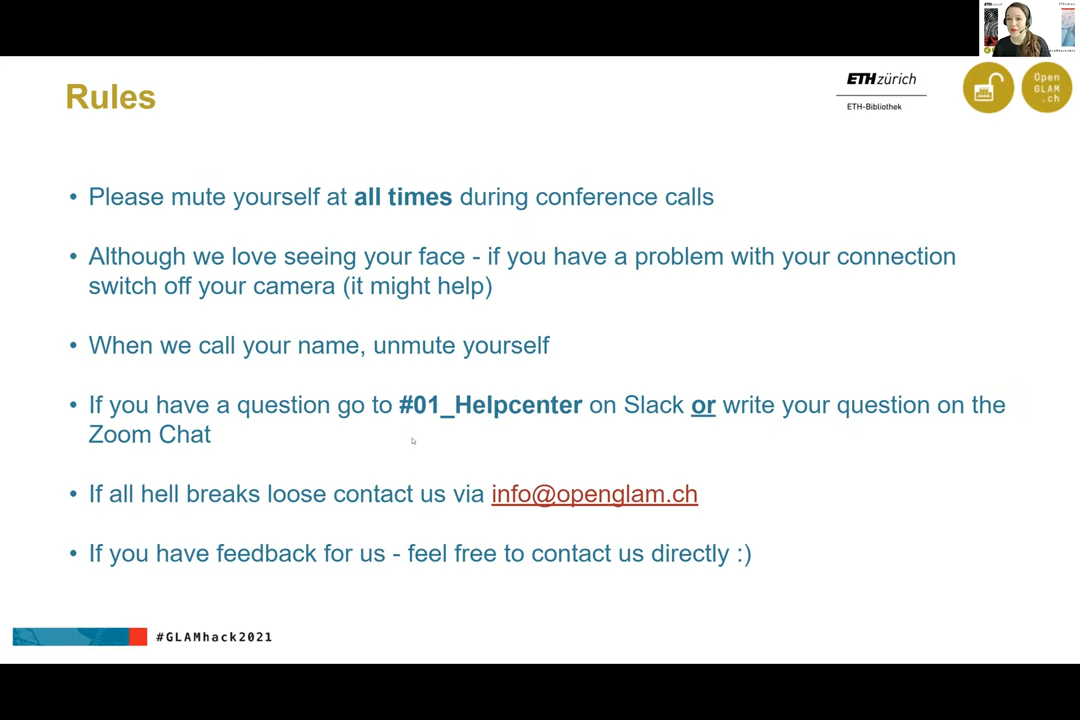 Rules
ETH zürich
ETH-Bibliothek
Open
GLAM
.ch
• Please mute yourself at all times during conference calls
• Although we love seeing your face - if you have a problem with your connection
switch off your camera (it might help)
• When we call your name, unmute yourself
• If you have a question go to #01_Helpcenter on Slack or write your question on the
Zoom Chat
• If all hell breaks loose contact us via info@openglam.ch
• If you have feedback for us - feel free to contact us directly :)
#GLAMhack2021